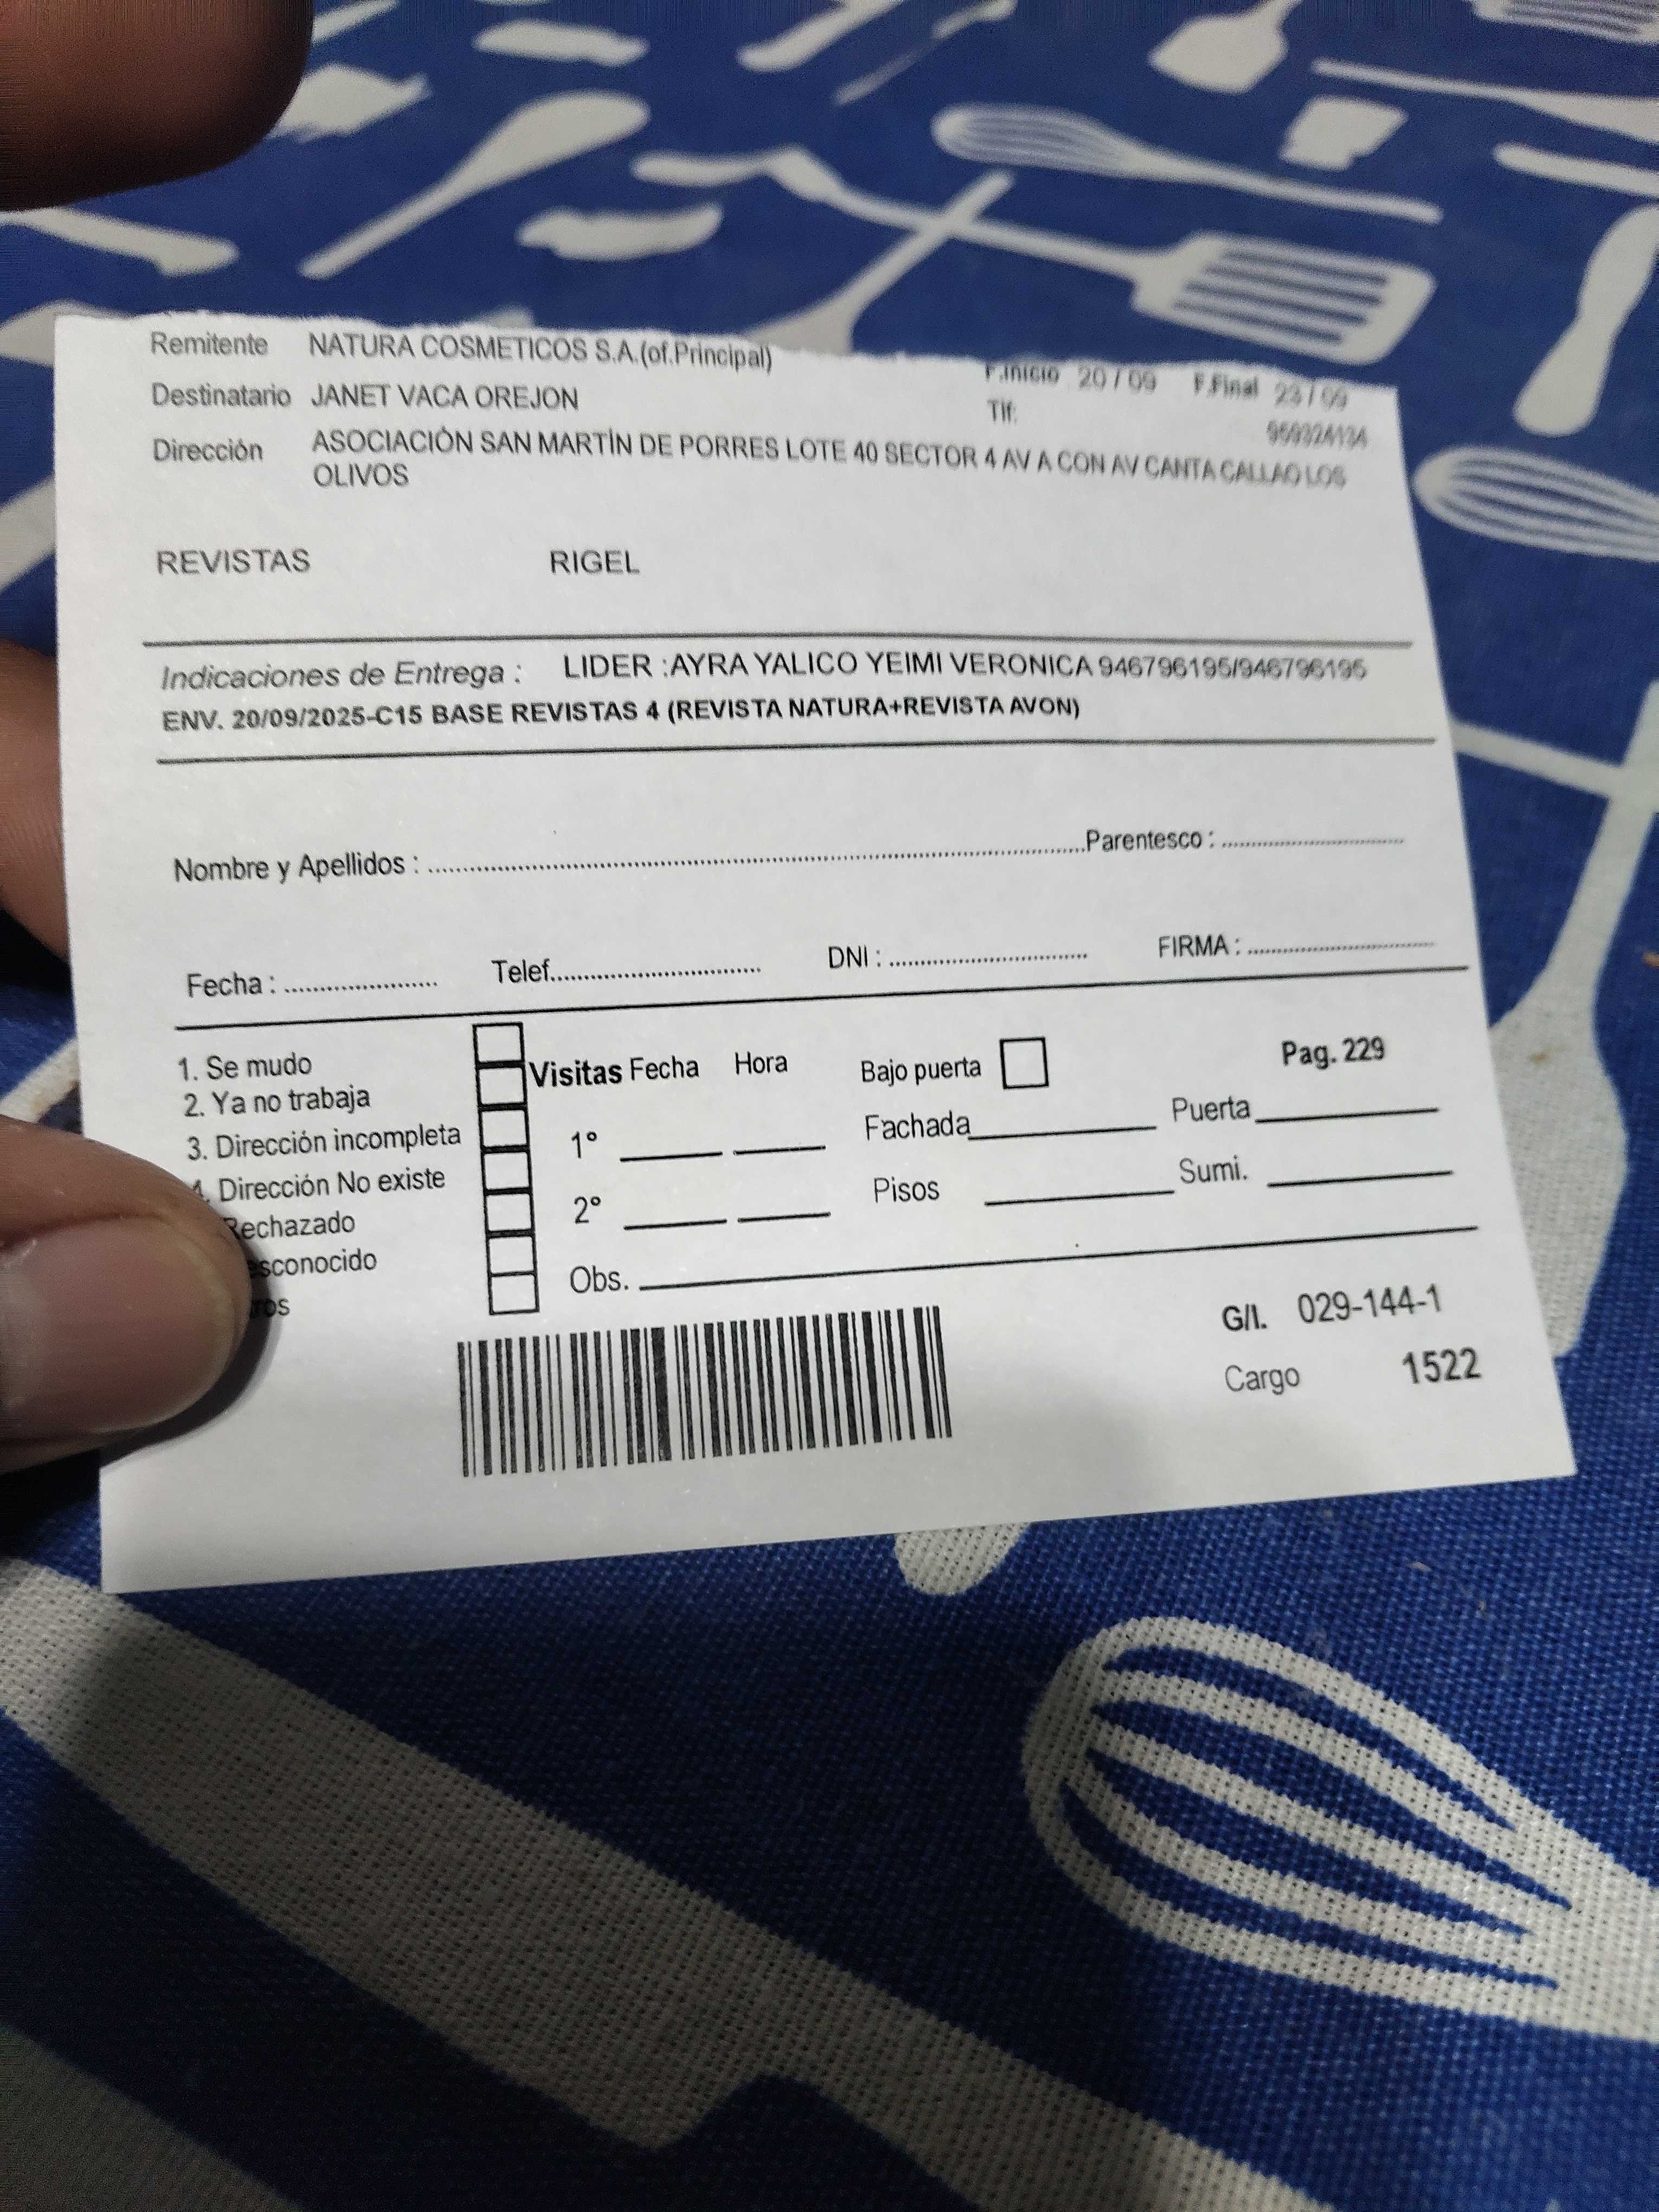 Remitente NATURA COSMETICOS S.A.(of.Principal)
F.Inicio 20 / 09 F.Final 23 / 09
Destinatario JANET VACA OREJON
Tlf: 959324134
Dirección ASOCIACIÓN SAN MARTÍN DE PORRES LOTE 40 SECTOR 4 AV A CON AV CANTA CALLAO LOS
OLIVOS
REVISTAS RIGEL
Indicaciones de Entrega : LIDER :AYRA YALICO YEIMI VERONICA 946796195/946796195
ENV. 20/09/2025-C15 BASE REVISTAS 4 (REVISTA NATURA+REVISTA AVON)
Nombre y Apellidos : Parentesco :
Fecha : Telef. DNI : FIRMA :
1. Se mudo
2. Ya no trabaja
3. Dirección incompleta
4. Dirección No existe
Rechazado
esconocido
ros
Visitas Fecha Hora Bajo puerta Pag. 229
1° Fachada Puerta
2° Pisos Sumi.
Obs.
G/I. 029-144-1
Cargo 1522